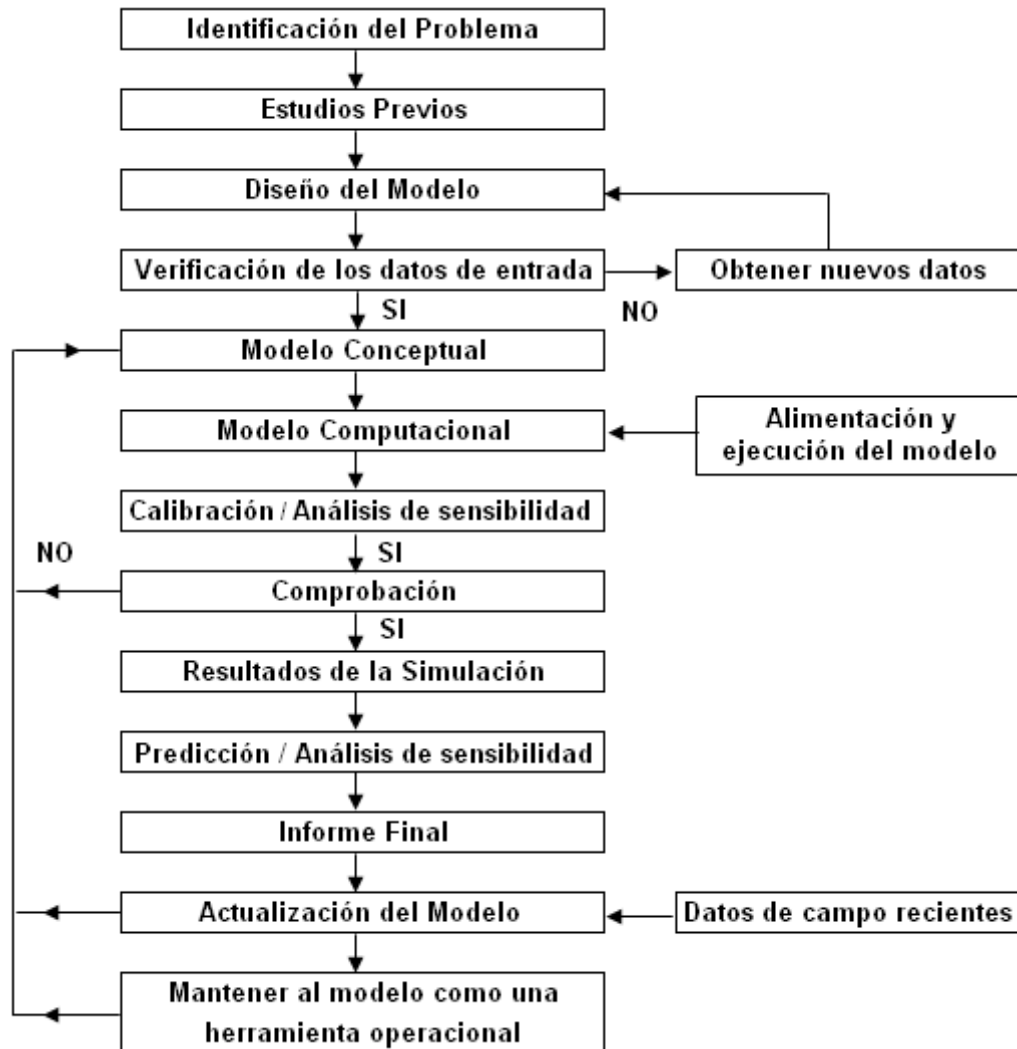 Identificación del Problema
Estudios Previos
Diseño del Modelo
Verificación de los datos de entrada
Obtener nuevos datos
SI
NO
Modelo Conceptual
Modelo Computacional
Alimentación y
ejecución del modelo
Calibración / Análisis de sensibilidad
NO
SI
Comprobación
SI
Resultados de la Simulación
Predicción / Análisis de sensibilidad
Informe Final
Actualización del Modelo
Datos de campo recientes
Mantener al modelo como una
herramienta operacional